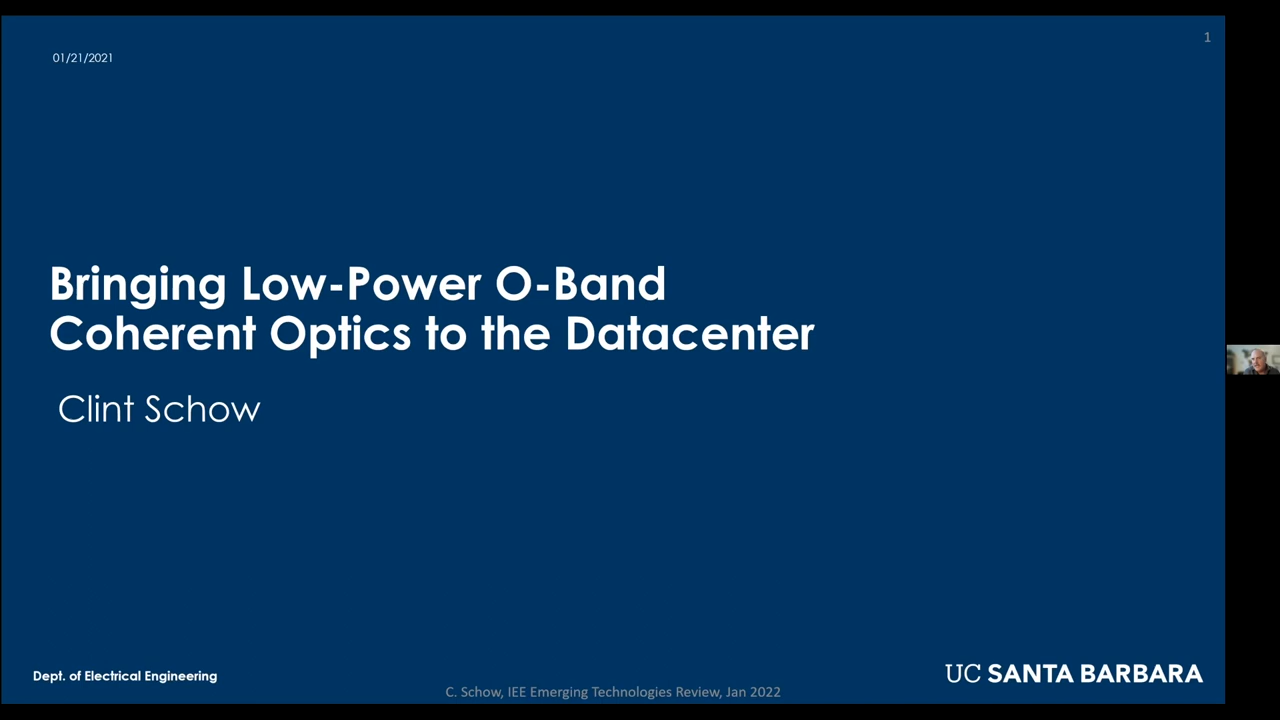 1
01/21/2021
Bringing Low-Power O-Band
Coherent Optics to the Datacenter
Clint Schow
Dept. of Electrical Engineering
UC SANTA BARBARA
C. Schow, IEE Emerging Technologies Review, Jan 2022